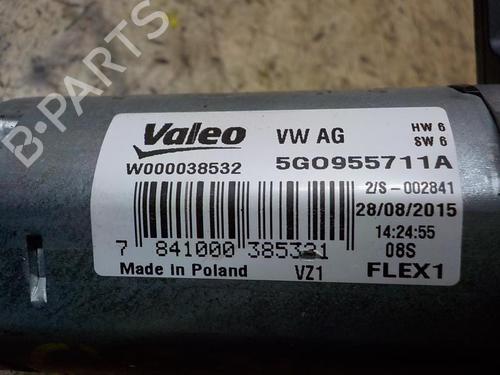 Valeo VW AG HW 6
SW 6
W000038532 5G0955711A
2/S-002841
28/08/2015
14:24:55
7 841000 385321 08S
Made In Poland VZ1 FLEX1